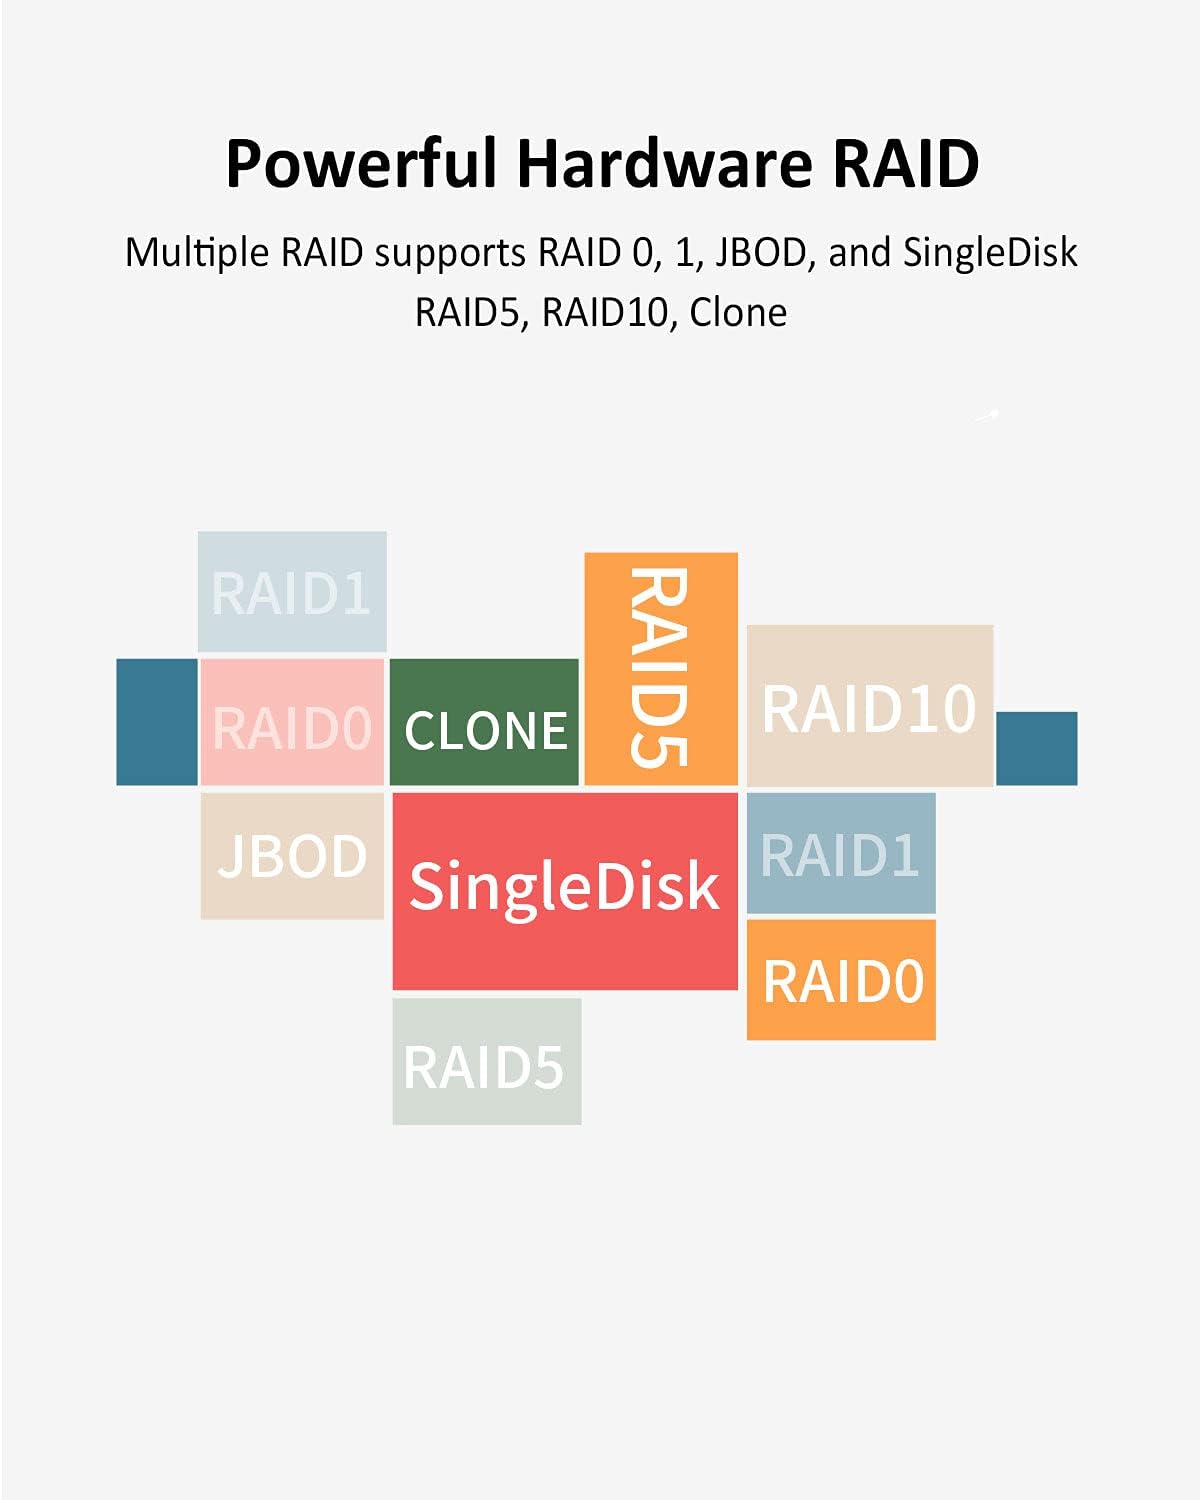 Powerful Hardware RAID
Multiple RAID supports RAID 0, 1, JBOD, and SingleDisk
RAID5, RAID10, Clone
RAID1
RAID0
CLONE
RAID5
RAID10
JBOD
SingleDisk
RAID1
RAID0
RAID5